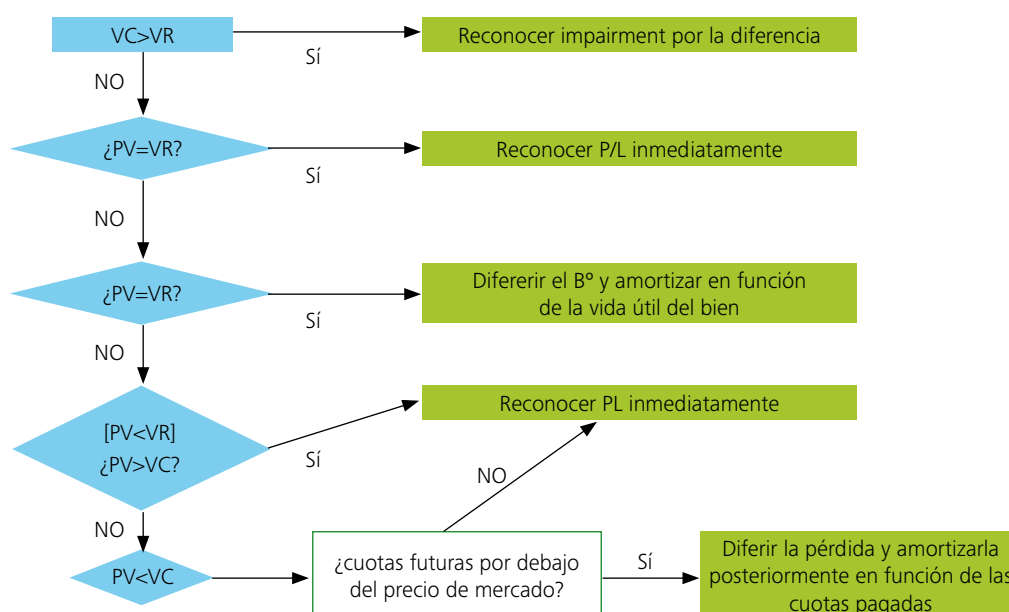 VC>VR
Sí
Reconocer impairment por la diferencia
NO
¿PV=VR?
Sí
Reconocer P/L inmediatamente
NO
¿PV=VR?
Sí
Difererir el Bº y amortizar en función
de la vida útil del bien
NO
[PV<VR]
¿PV>VC?
Sí
Reconocer PL inmediatamente
NO
NO
PV<VC
¿cuotas futuras por debajo
del precio de mercado?
Sí
Diferir la pérdida y amortizarla
posteriormente en función de las
cuotas pagadas